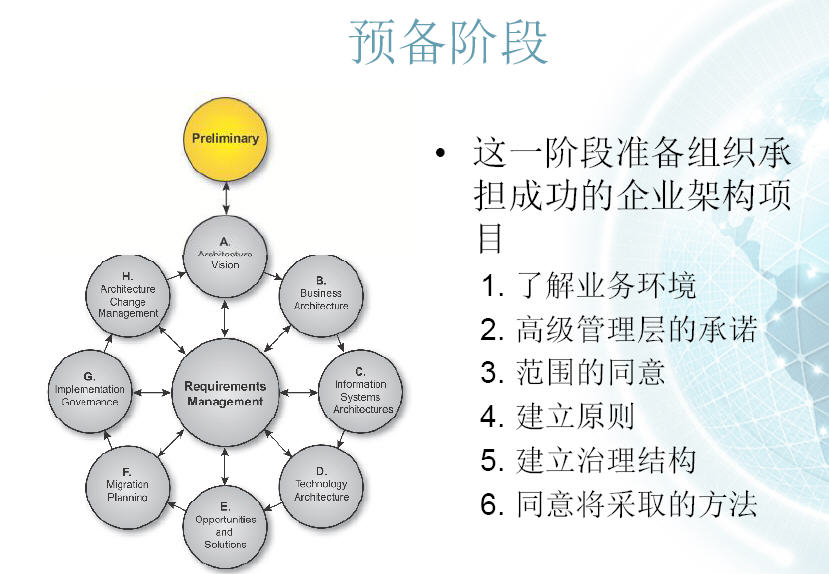 预备阶段
Preliminary
A.
Architecture
Vision
B.
Business
Architecture
C.
Information
Systems
Architectures
D.
Technology
Architecture
E.
Opportunities
and
Solutions
F.
Migration
Planning
G.
Implementation
Governance
H.
Architecture
Change
Management
Requirements
Management
• 这一阶段准备组织承
担成功的企业架构项
目
1. 了解业务环境
2. 高级管理层的承诺
3. 范围的同意
4. 建立原则
5. 建立治理结构
6. 同意将采取的方法